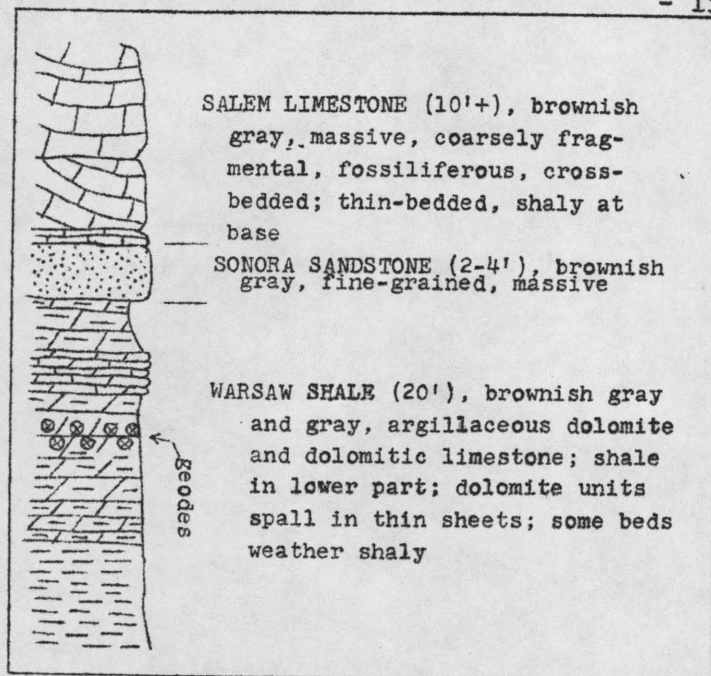 SALEM LIMESTONE (10'+), brownish
gray, massive, coarsely frag-
mental, fossiliferous, cross-
bedded; thin-bedded, shaly at
base
SONORA SANDSTONE (2-4'), brownish
gray, fine-grained, massive
WARSAW SHALE (20'), brownish gray
and gray, argillaceous dolomite
and dolomitic limestone; shale
in lower part; dolomite units
spall in thin sheets; some beds
weather shaly
geodes